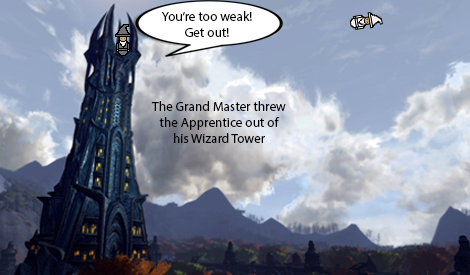 You're too weak!
Get out!
The Grand Master threw
the Apprentice out of
his Wizard Tower